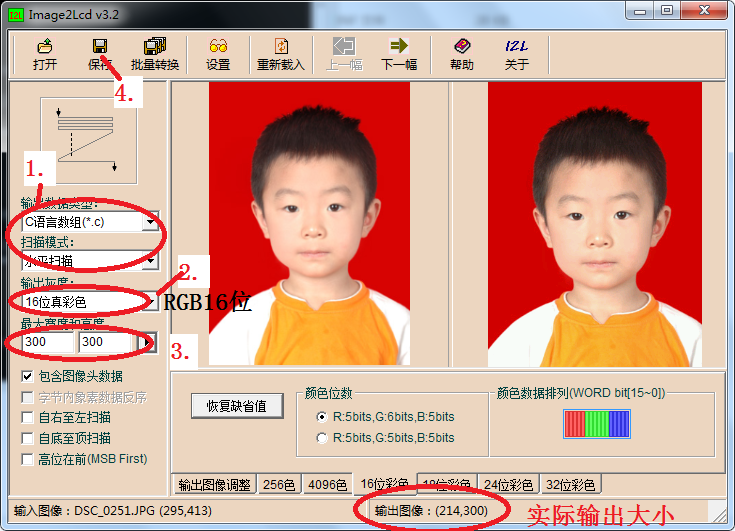 Image2Lcd v3.2
打开 保存 批量转换 设置 重新载入 上一幅 下一幅 帮助 关于
I2L
4.
1.
输出数据类型:
C语言数组(*.c)
扫描模式:
水平扫描
2.
输出灰度:
16位真彩色
RGB16位
最大宽度和高度
300 300
3.
包含图像头数据
字节内象素数据反序
自右至左扫描
自底至顶扫描
高位在前(MSB First)
恢复缺省值
颜色位数
R:5bits,G:6bits,B:5bits
R:5bits,G:5bits,B:5bits
颜色数据排列(WORD bit[15~0])
输出图像调整 256色 4096色 16位彩色 18位彩色 24位彩色 32位彩色
输入图像:DSC_0251.JPG (295,413)
输出图像:(214,300)
实际输出大小